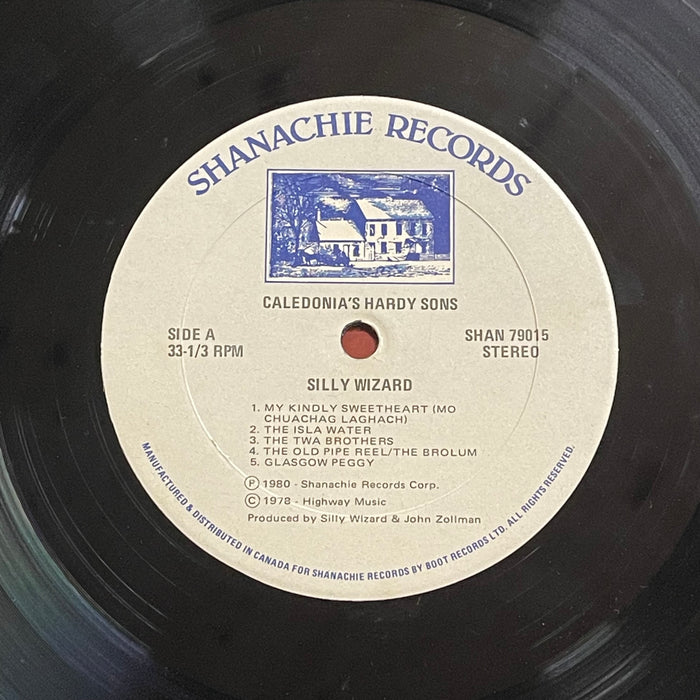 SHANACHIE RECORDS
CALEDONIA'S HARDY SONS
SIDE A
33-1/3 RPM
SHAN 79015
STEREO
SILLY WIZARD
1. MY KINDLY SWEETHEART (MO
CHUACHAG LAGHACH)
2. THE ISLA WATER
3. THE TWA BROTHERS
4. THE OLD PIPE REEL/THE BROLUM
5. GLASGOW PEGGY
Ⓟ 1980 - Shanachie Records Corp.
© 1978 - Highway Music
Produced by Silly Wizard & John Zollman
MANUFACTURED & DISTRIBUTED IN CANADA FOR SHANACHIE RECORDS BY BOOT RECORDS LTD. ALL RIGHTS RESERVED.